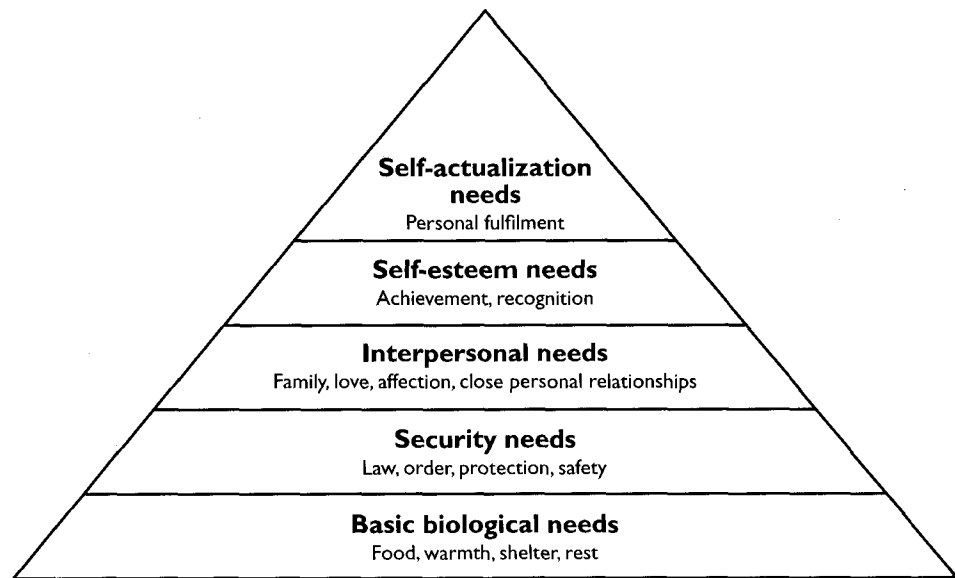 Self-actualization
needs
Personal fulfilment
Self-esteem needs
Achievement, recognition
Interpersonal needs
Family, love, affection, close personal relationships
Security needs
Law, order, protection, safety
Basic biological needs
Food, warmth, shelter, rest